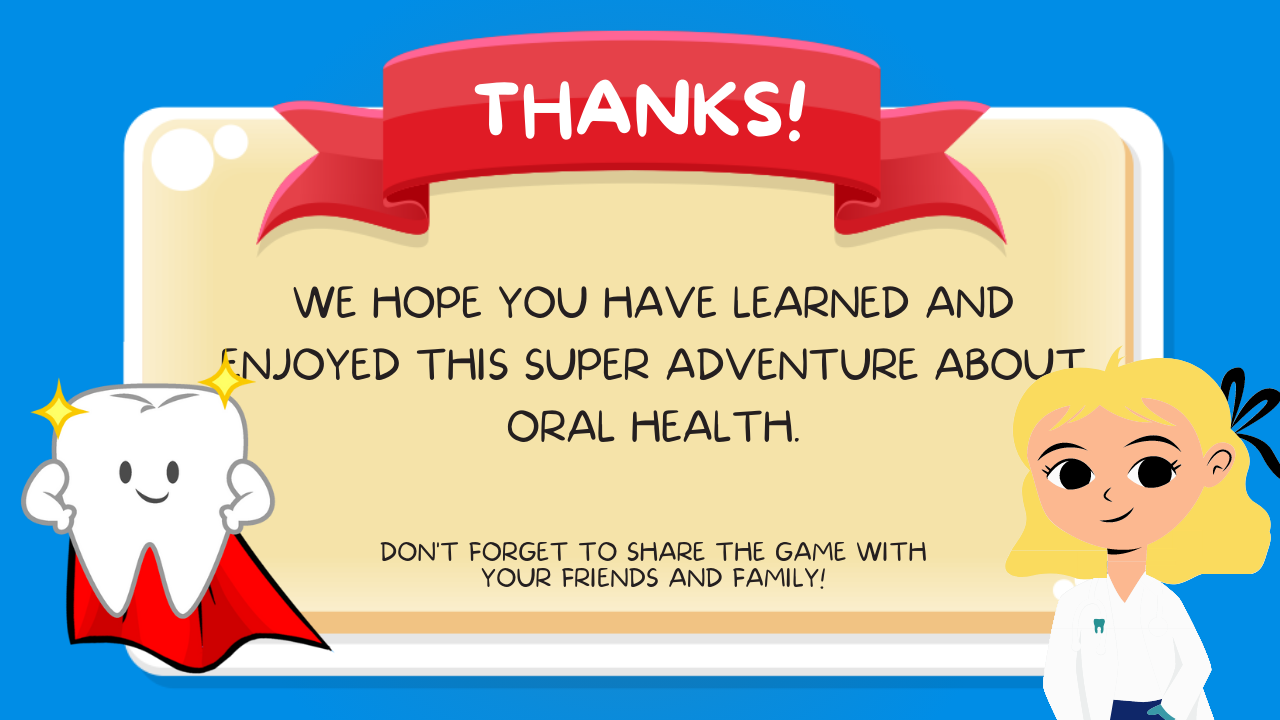 THANKS!
WE HOPE YOU HAVE LEARNED AND
ENJOYED THIS SUPER ADVENTURE ABOUT
ORAL HEALTH.
DON'T FORGET TO SHARE THE GAME WITH
YOUR FRIENDS AND FAMILY!